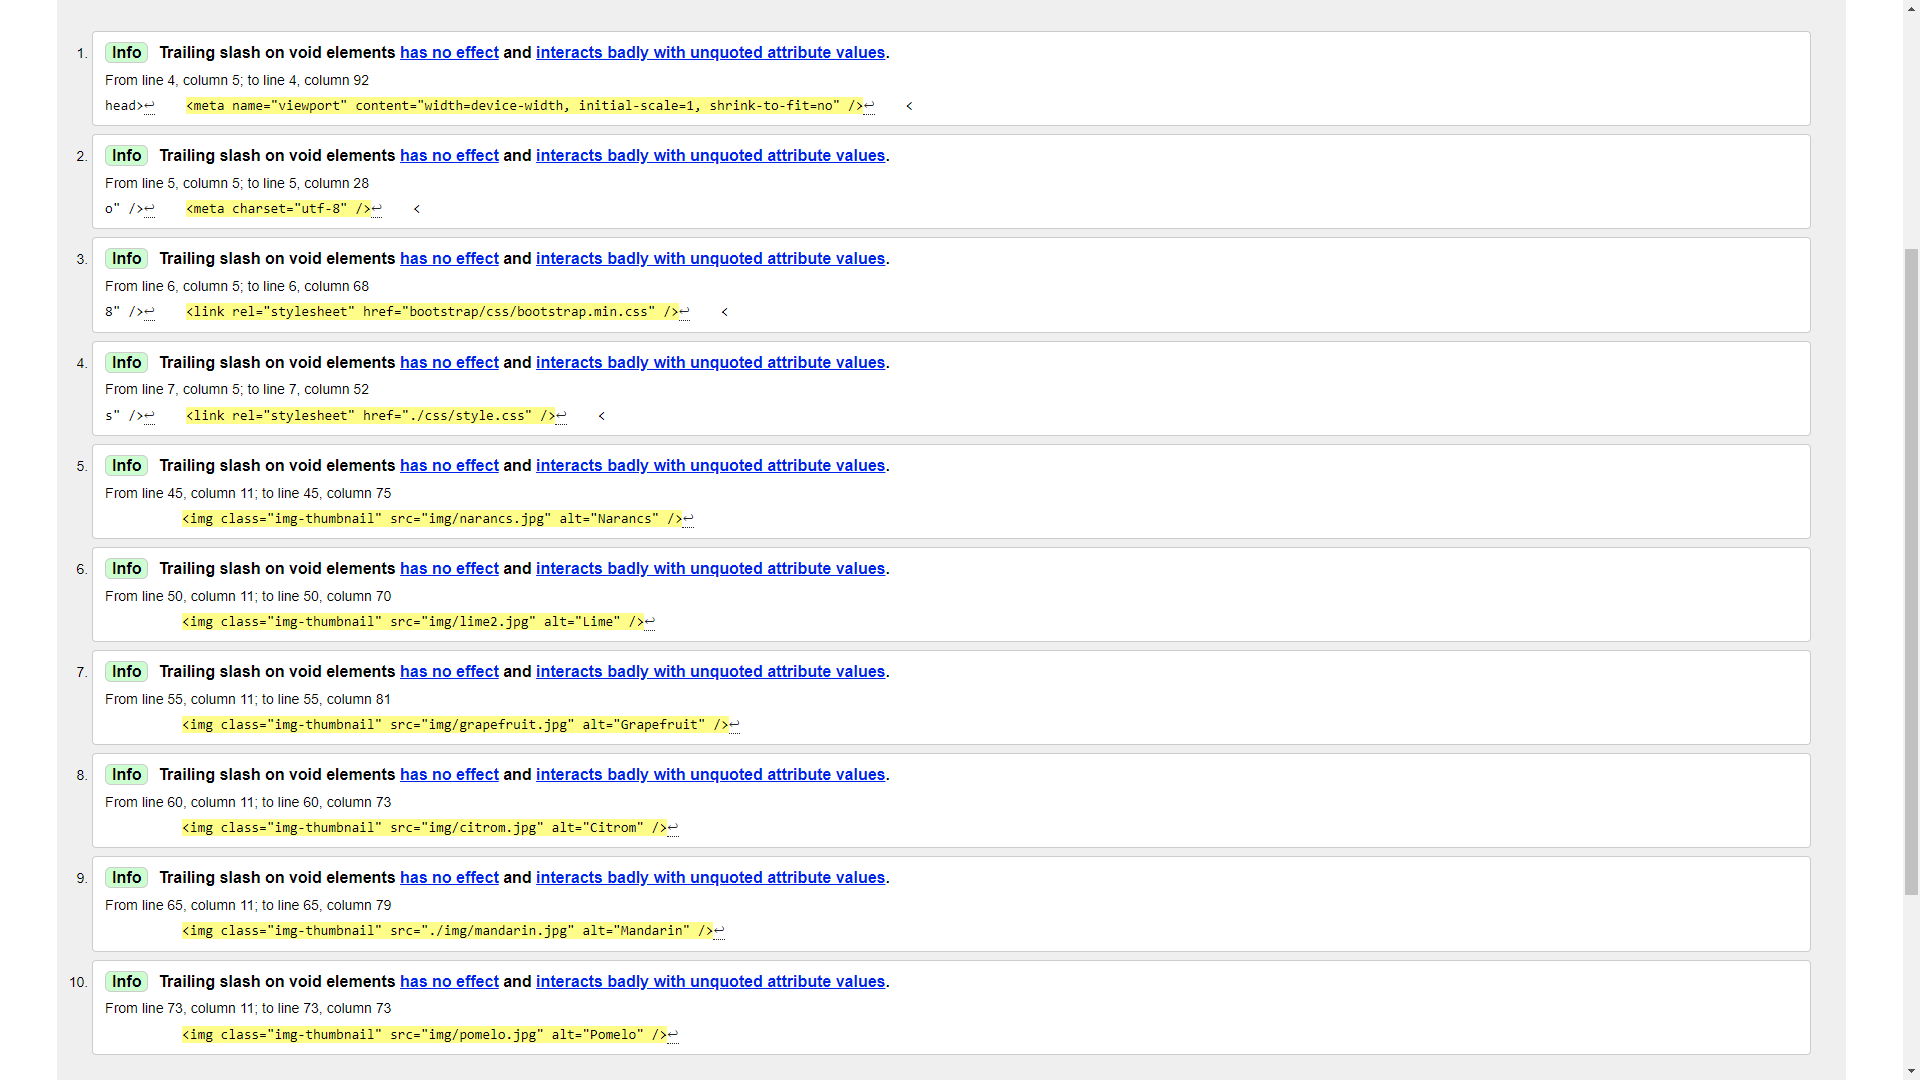 1. Info Trailing slash on void elements has no effect and interacts badly with unquoted attribute values.
From line 4, column 5; to line 4, column 92
head>↩    <meta name="viewport" content="width=device-width, initial-scale=1, shrink-to-fit=no" />↩    <
2. Info Trailing slash on void elements has no effect and interacts badly with unquoted attribute values.
From line 5, column 5; to line 5, column 28
o" />↩    <meta charset="utf-8" />↩    <
3. Info Trailing slash on void elements has no effect and interacts badly with unquoted attribute values.
From line 6, column 5; to line 6, column 68
8" />↩    <link rel="stylesheet" href="bootstrap/css/bootstrap.min.css" />↩    <
4. Info Trailing slash on void elements has no effect and interacts badly with unquoted attribute values.
From line 7, column 5; to line 7, column 52
s" />↩    <link rel="stylesheet" href="./css/style.css" />↩    <
5. Info Trailing slash on void elements has no effect and interacts badly with unquoted attribute values.
From line 45, column 11; to line 45, column 75
<img class="img-thumbnail" src="img/narancs.jpg" alt="Narancs" />↩
6. Info Trailing slash on void elements has no effect and interacts badly with unquoted attribute values.
From line 50, column 11; to line 50, column 70
<img class="img-thumbnail" src="img/lime2.jpg" alt="Lime" />↩
7. Info Trailing slash on void elements has no effect and interacts badly with unquoted attribute values.
From line 55, column 11; to line 55, column 81
<img class="img-thumbnail" src="img/grapefruit.jpg" alt="Grapefruit" />↩
8. Info Trailing slash on void elements has no effect and interacts badly with unquoted attribute values.
From line 60, column 11; to line 60, column 73
<img class="img-thumbnail" src="img/citrom.jpg" alt="Citrom" />↩
9. Info Trailing slash on void elements has no effect and interacts badly with unquoted attribute values.
From line 65, column 11; to line 65, column 79
<img class="img-thumbnail" src="./img/mandarin.jpg" alt="Mandarin" />↩
10. Info Trailing slash on void elements has no effect and interacts badly with unquoted attribute values.
From line 73, column 11; to line 73, column 73
<img class="img-thumbnail" src="img/pomelo.jpg" alt="Pomelo" />↩